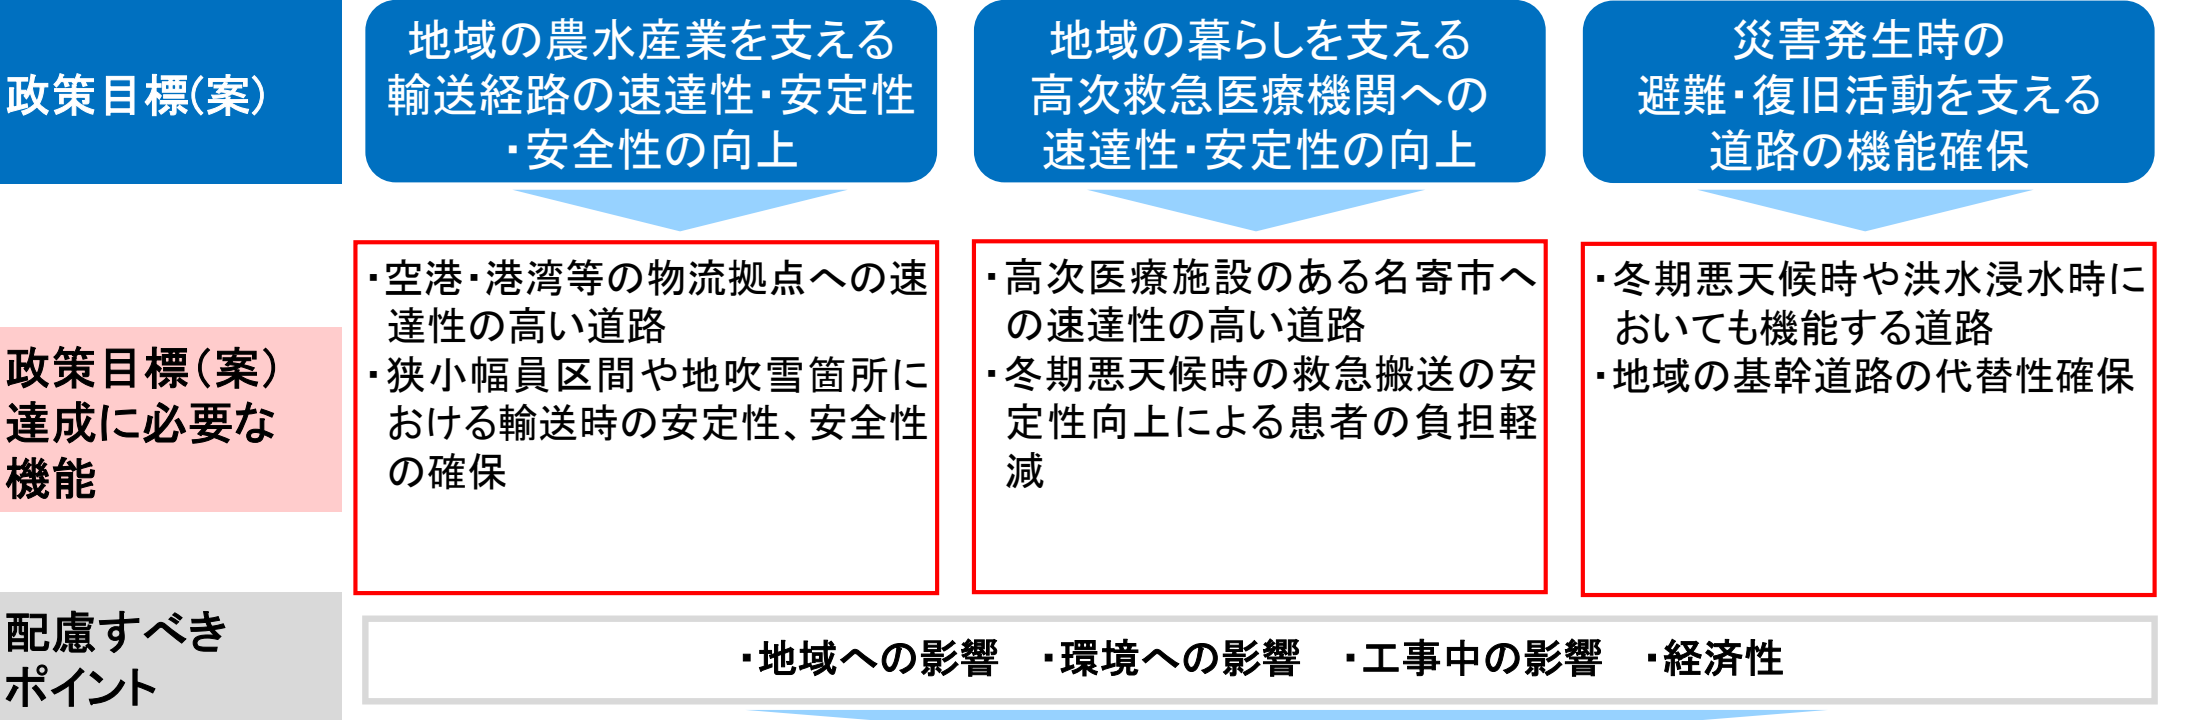 政策目標(案)
地域の農水産業を支える
輸送経路の速達性・安定性
・安全性の向上
地域の暮らしを支える
高次救急医療機関への
速達性・安定性の向上
災害発生時の
避難・復旧活動を支える
道路の機能確保
政策目標(案)
達成に必要な
機能
・空港・港湾等の物流拠点への速
達性の高い道路
・狭小幅員区間や地吹雪箇所に
おける輸送時の安定性、安全性
の確保
・高次医療施設のある名寄市へ
の速達性の高い道路
・冬期悪天候時の救急搬送の安
定性向上による患者の負担軽
減
・冬期悪天候時や洪水浸水時に
おいても機能する道路
・地域の基幹道路の代替性確保
配慮すべき
ポイント
・地域への影響　・環境への影響　・工事中の影響　・経済性